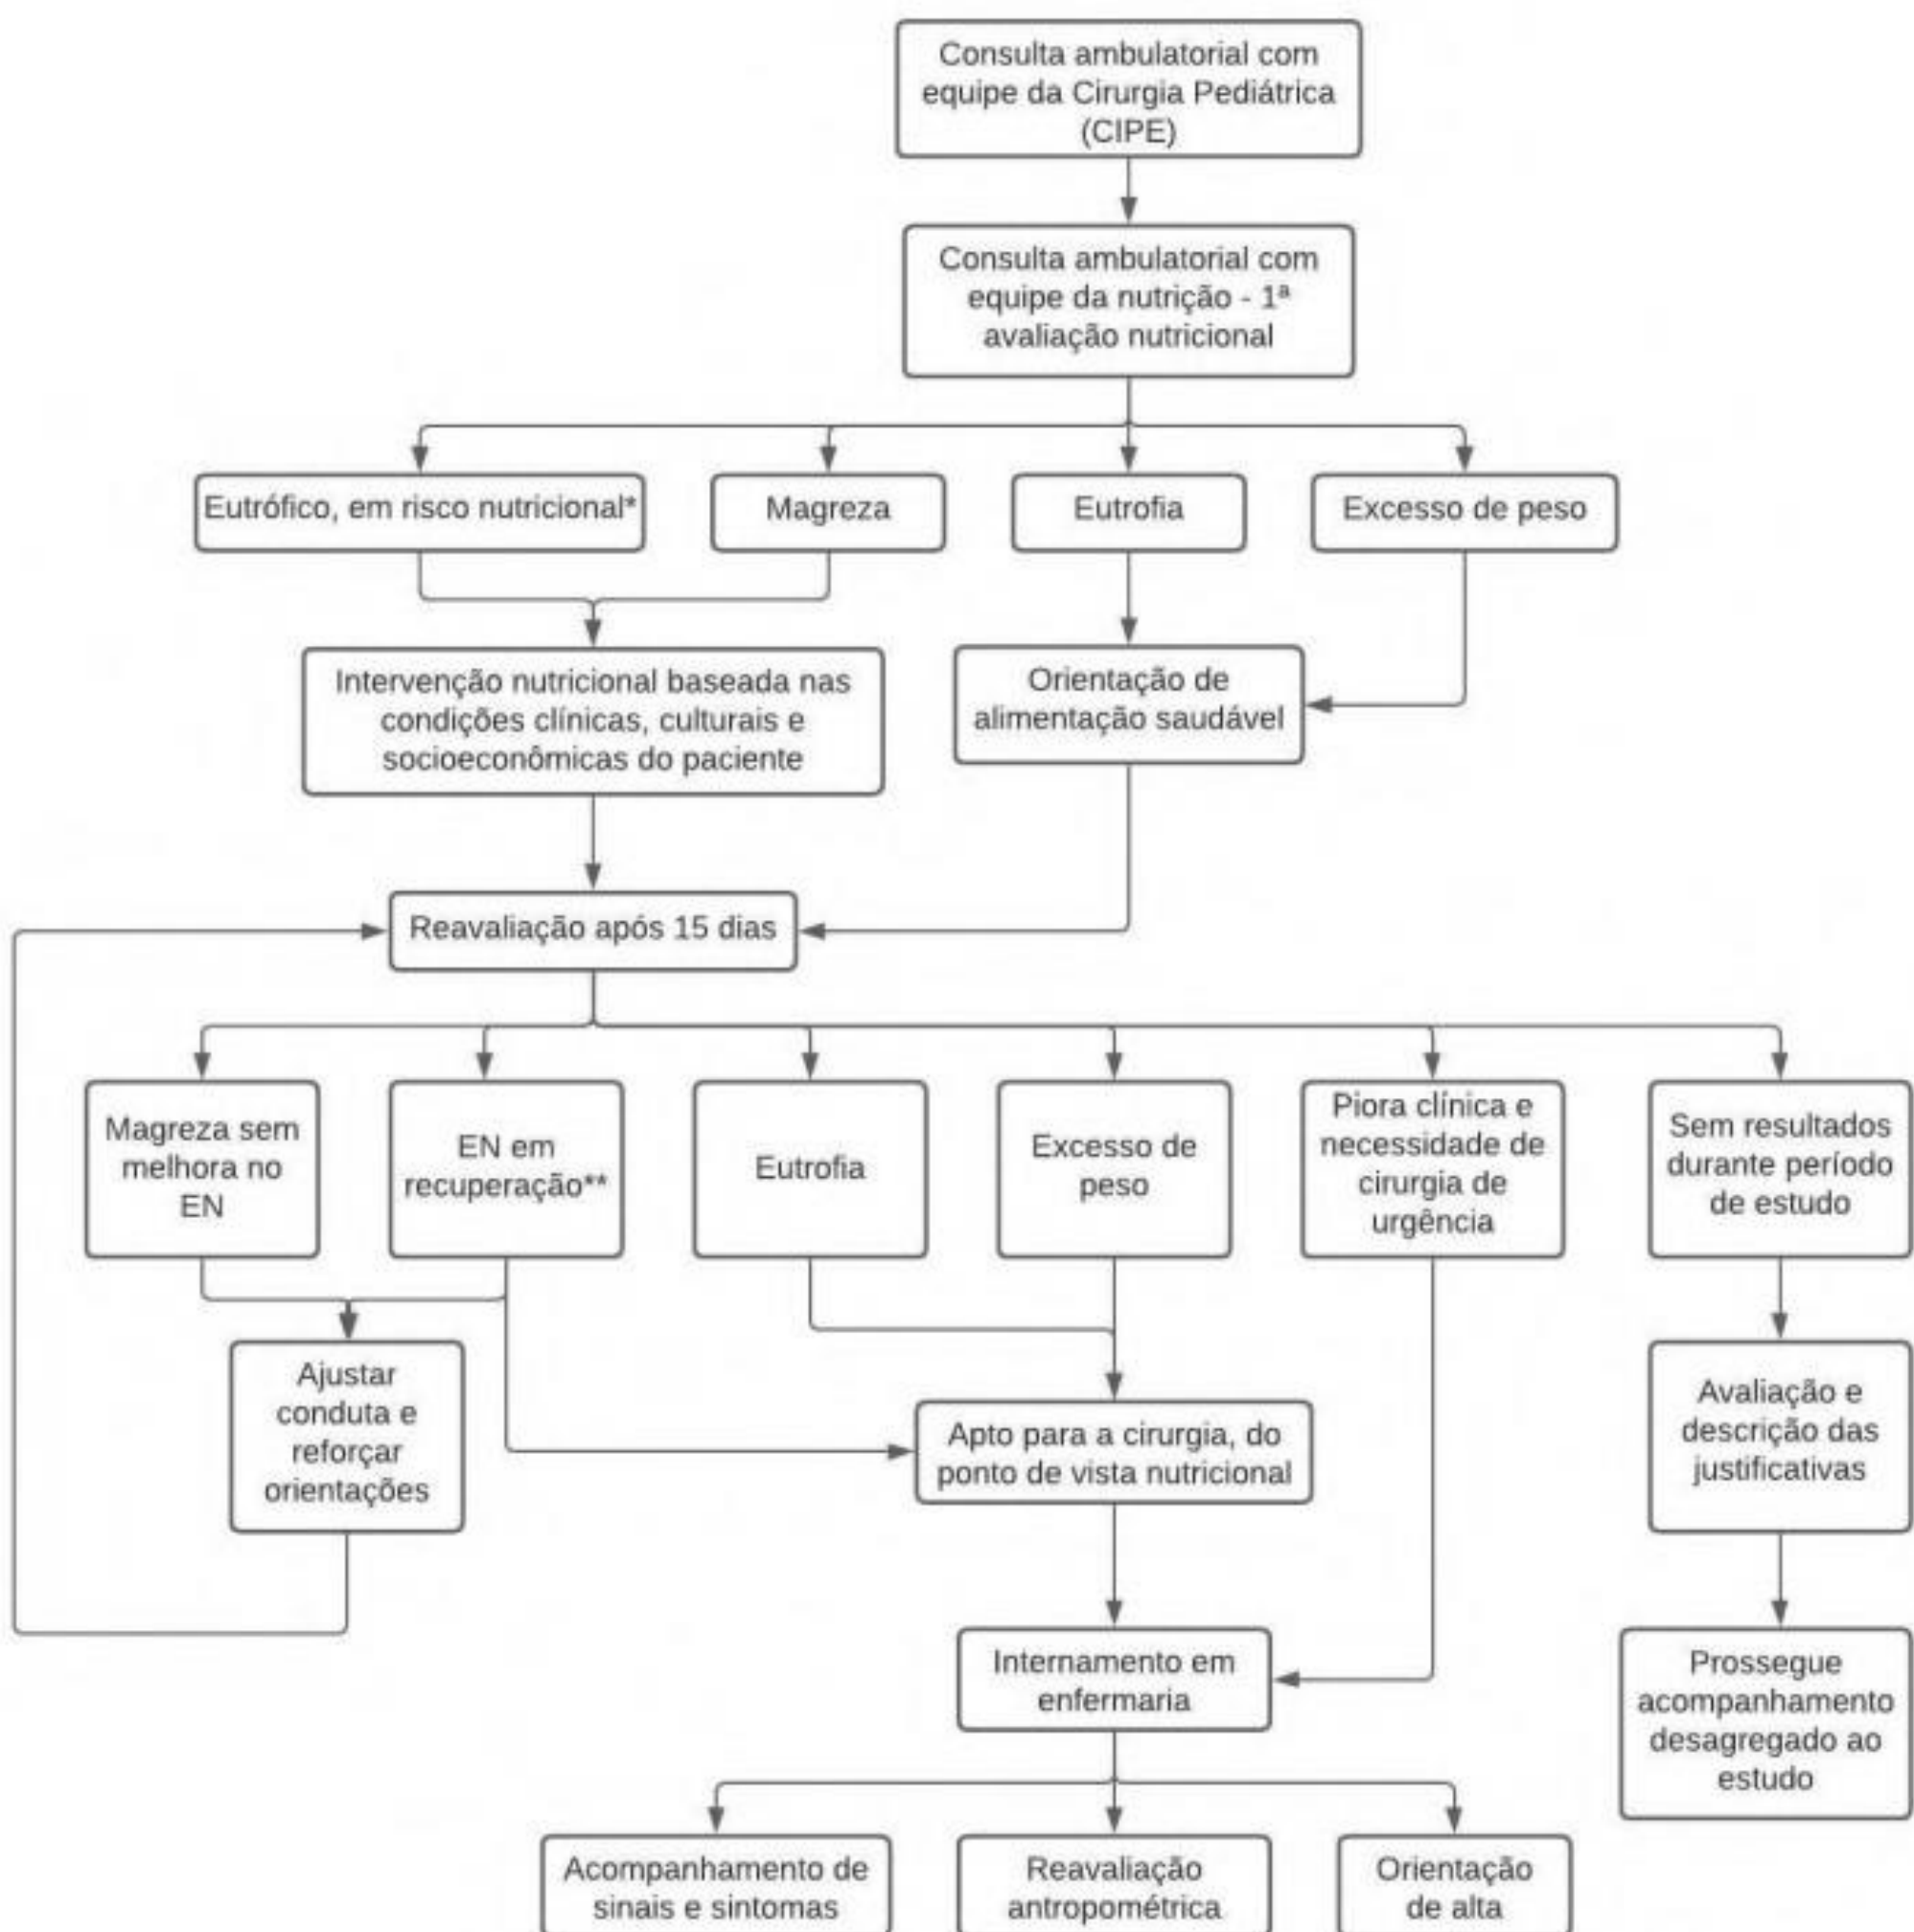 Consulta ambulatorial com
equipe da Cirurgia Pediátrica
(CIPE)
Consulta ambulatorial com
equipe da nutrição - 1ª
avaliação nutricional
Eutrófico, em risco nutricional*
Magreza
Eutrofia
Excesso de peso
Intervenção nutricional baseada nas
condições clínicas, culturais e
socioeconômicas do paciente
Orientação de
alimentação saudável
Reavaliação após 15 dias
Magreza sem
melhora no
EN
EN em
recuperação**
Eutrofia
Excesso de
peso
Piora clínica e
necessidade de
cirurgia de
urgência
Sem resultados
durante período
de estudo
Ajustar
conduta e
reforçar
orientações
Apto para a cirurgia, do
ponto de vista nutricional
Avaliação e
descrição das
justificativas
Internamento em
enfermaria
Prossegue
acompanhamento
desagregado ao
estudo
Acompanhamento de
sinais e sintomas
Reavaliação
antropométrica
Orientação
de alta